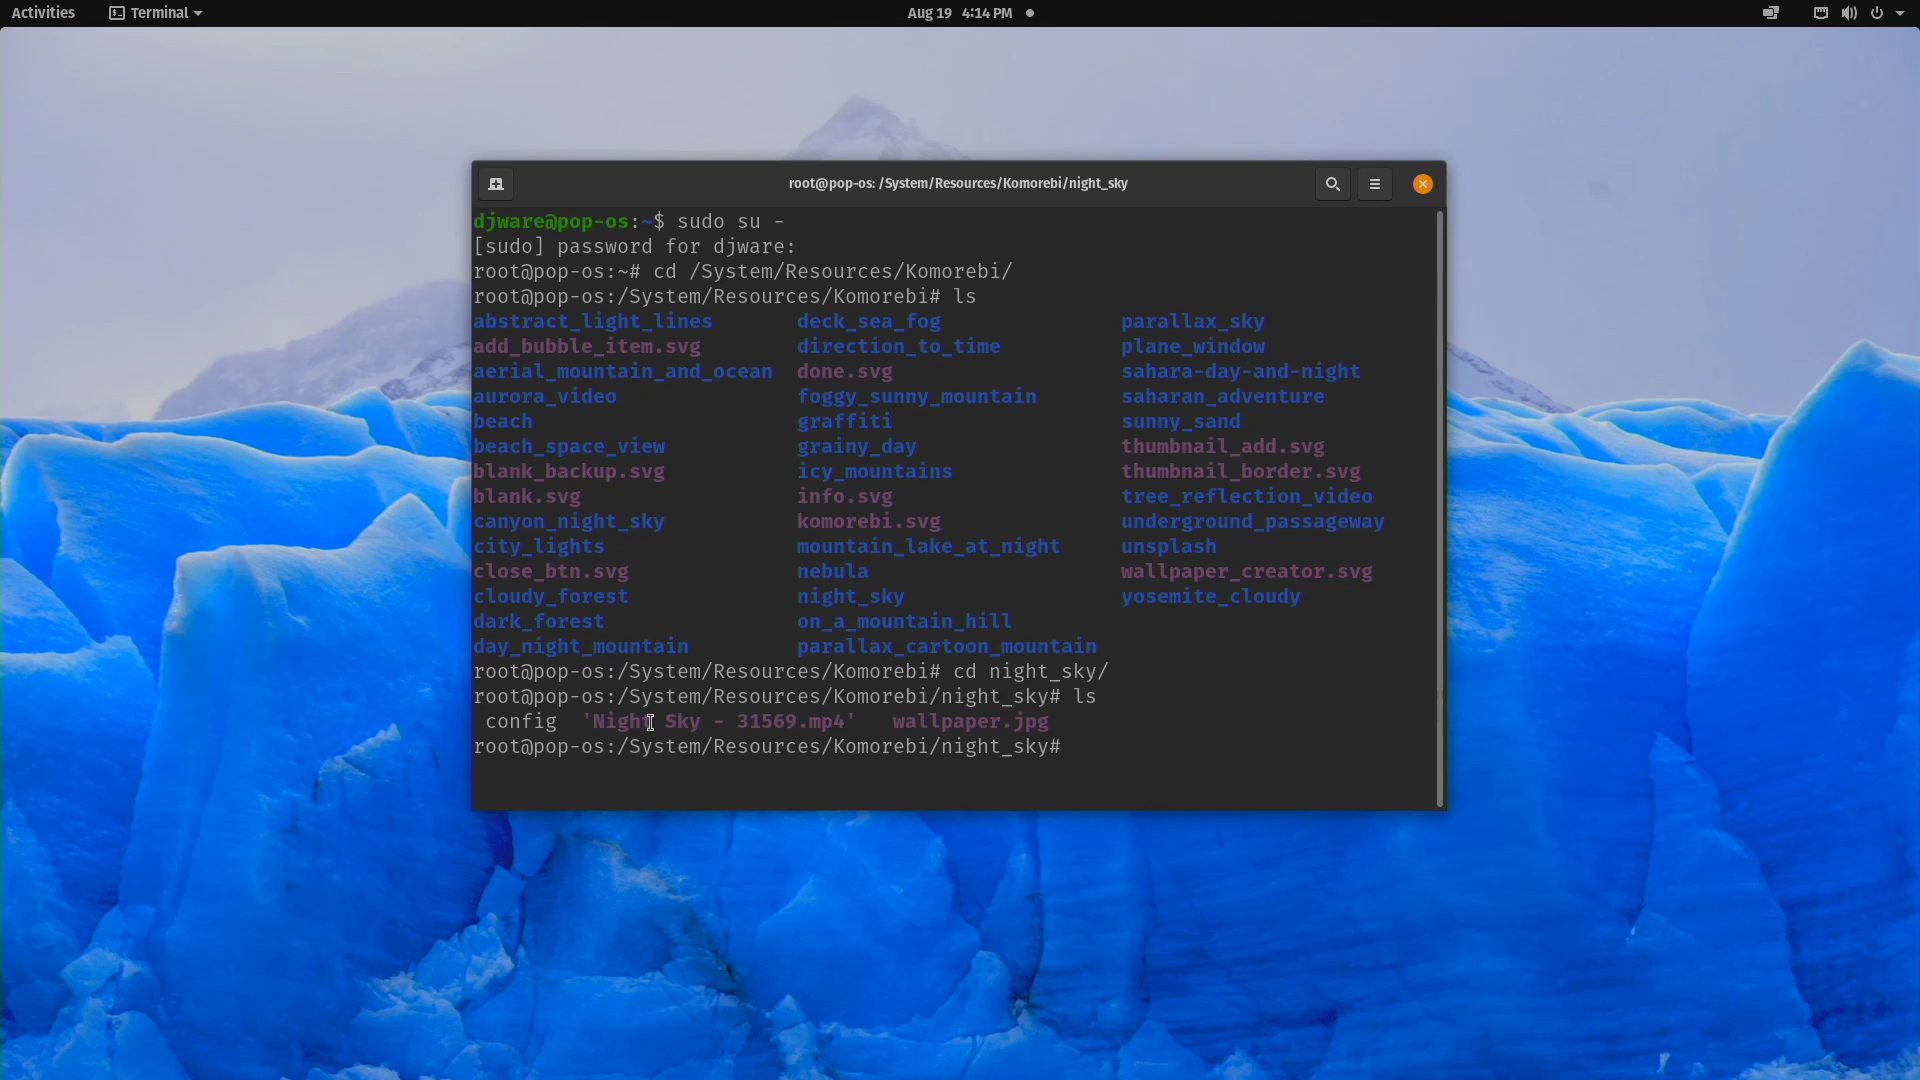 Activities Terminal Aug 19 4:14 PM
root@pop-os: /System/Resources/Komorebi/night_sky
djware@pop-os:~$ sudo su -
[sudo] password for djware:
root@pop-os:~# cd /System/Resources/Komorebi/
root@pop-os:/System/Resources/Komorebi# ls
abstract_light_lines deck_sea_fog parallax_sky
add_bubble_item.svg direction_to_time plane_window
aerial_mountain_and_ocean done.svg sahara-day-and-night
aurora_video foggy_sunny_mountain saharan_adventure
beach graffiti sunny_sand
beach_space_view grainy_day thumbnail_add.svg
blank_backup.svg icy_mountains thumbnail_border.svg
blank.svg info.svg tree_reflection_video
canyon_night_sky komorebi.svg underground_passageway
city_lights mountain_lake_at_night unsplash
close_btn.svg nebula wallpaper_creator.svg
cloudy_forest night_sky yosemite_cloudy
dark_forest on_a_mountain_hill
day_night_mountain parallax_cartoon_mountain
root@pop-os:/System/Resources/Komorebi# cd night_sky/
root@pop-os:/System/Resources/Komorebi/night_sky# ls
config 'Night Sky - 31569.mp4' wallpaper.jpg
root@pop-os:/System/Resources/Komorebi/night_sky#